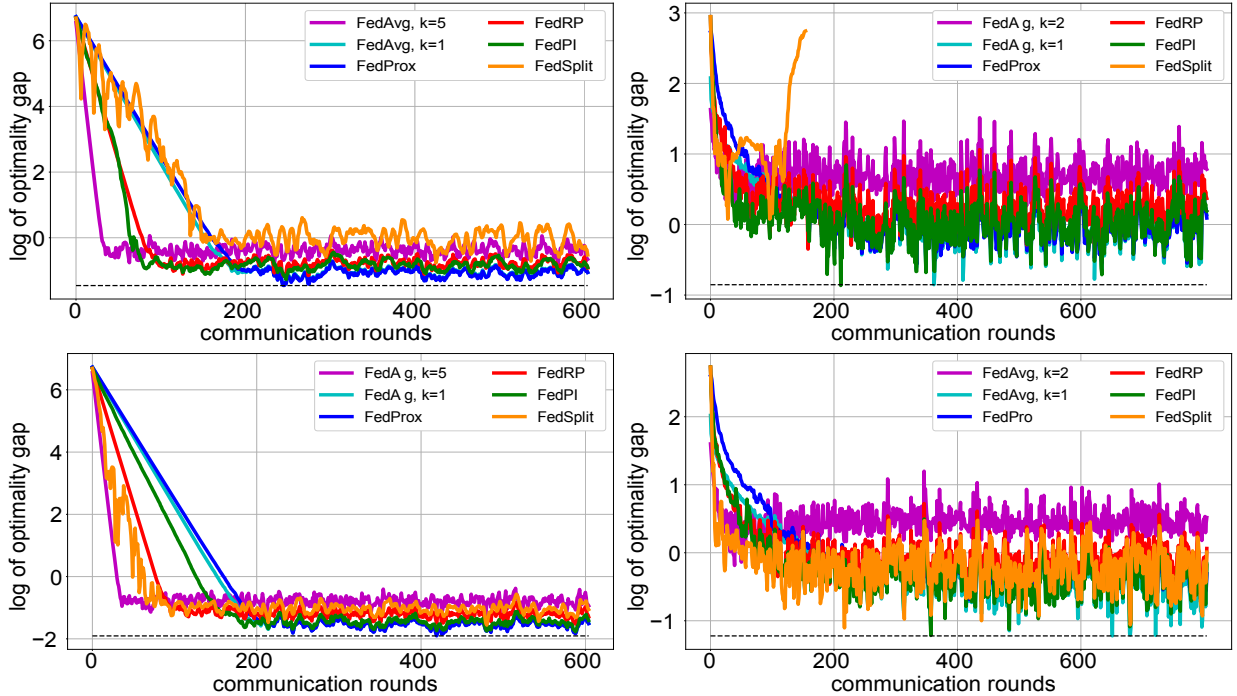 log of optimality gap
6
4
2
0
0
200
400
600
communication rounds
FedAvg, k=5
FedAvg, k=1
FedProx
FedRP
FedPI
FedSplit
log of optimality gap
3
2
1
0
−1
0
200
400
600
communication rounds
FedA g, k=2
FedA g, k=1
FedProx
FedRP
FedPI
FedSplit
log of optimality gap
6
4
2
0
−2
0
200
400
600
communication rounds
FedA g, k=5
FedA g, k=1
FedProx
FedRP
FedPI
FedSplit
log of optimality gap
2
1
0
−1
0
200
400
600
communication rounds
FedAvg, k=2
FedAvg, k=1
FedPro
FedRP
FedPI
FedSplit